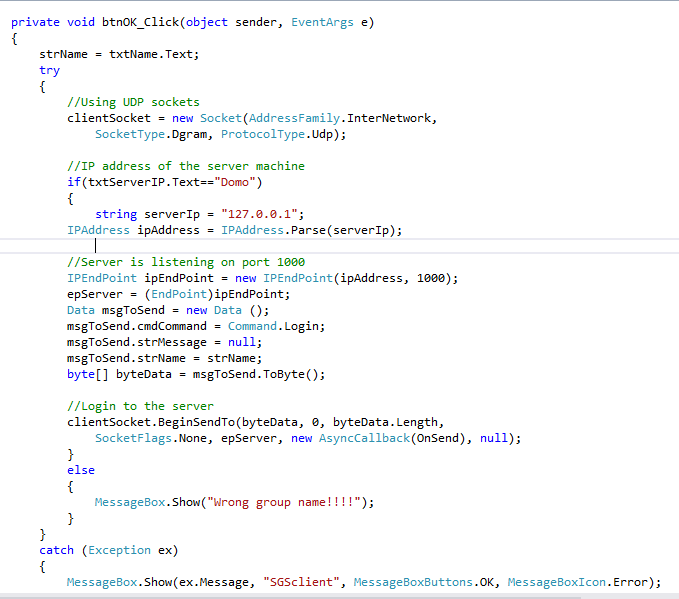 private void btnOK_Click(object sender, EventArgs e)
{
    strName = txtName.Text;
    try
    {
        //Using UDP sockets
        clientSocket = new Socket(AddressFamily.InterNetwork,
            SocketType.Dgram, ProtocolType.Udp);

        //IP address of the server machine
        if(txtServerIP.Text=="Domo")
        {
            string serverIp = "127.0.0.1";
        IPAddress ipAddress = IPAddress.Parse(serverIp);

        //Server is listening on port 1000
        IPEndPoint ipEndPoint = new IPEndPoint(ipAddress, 1000);
        epServer = (EndPoint)ipEndPoint;
        Data msgToSend = new Data ();
        msgToSend.cmdCommand = Command.Login;
        msgToSend.strMessage = null;
        msgToSend.strName = strName;
        byte[] byteData = msgToSend.ToByte();

        //Login to the server
        clientSocket.BeginSendTo(byteData, 0, byteData.Length,
            SocketFlags.None, epServer, new AsyncCallback(OnSend), null);
        }
        else
        {
            MessageBox.Show("Wrong group name!!!!");
        }
    }
    catch (Exception ex)
    {
        MessageBox.Show(ex.Message, "SGSclient", MessageBoxButtons.OK, MessageBoxIcon.Error);